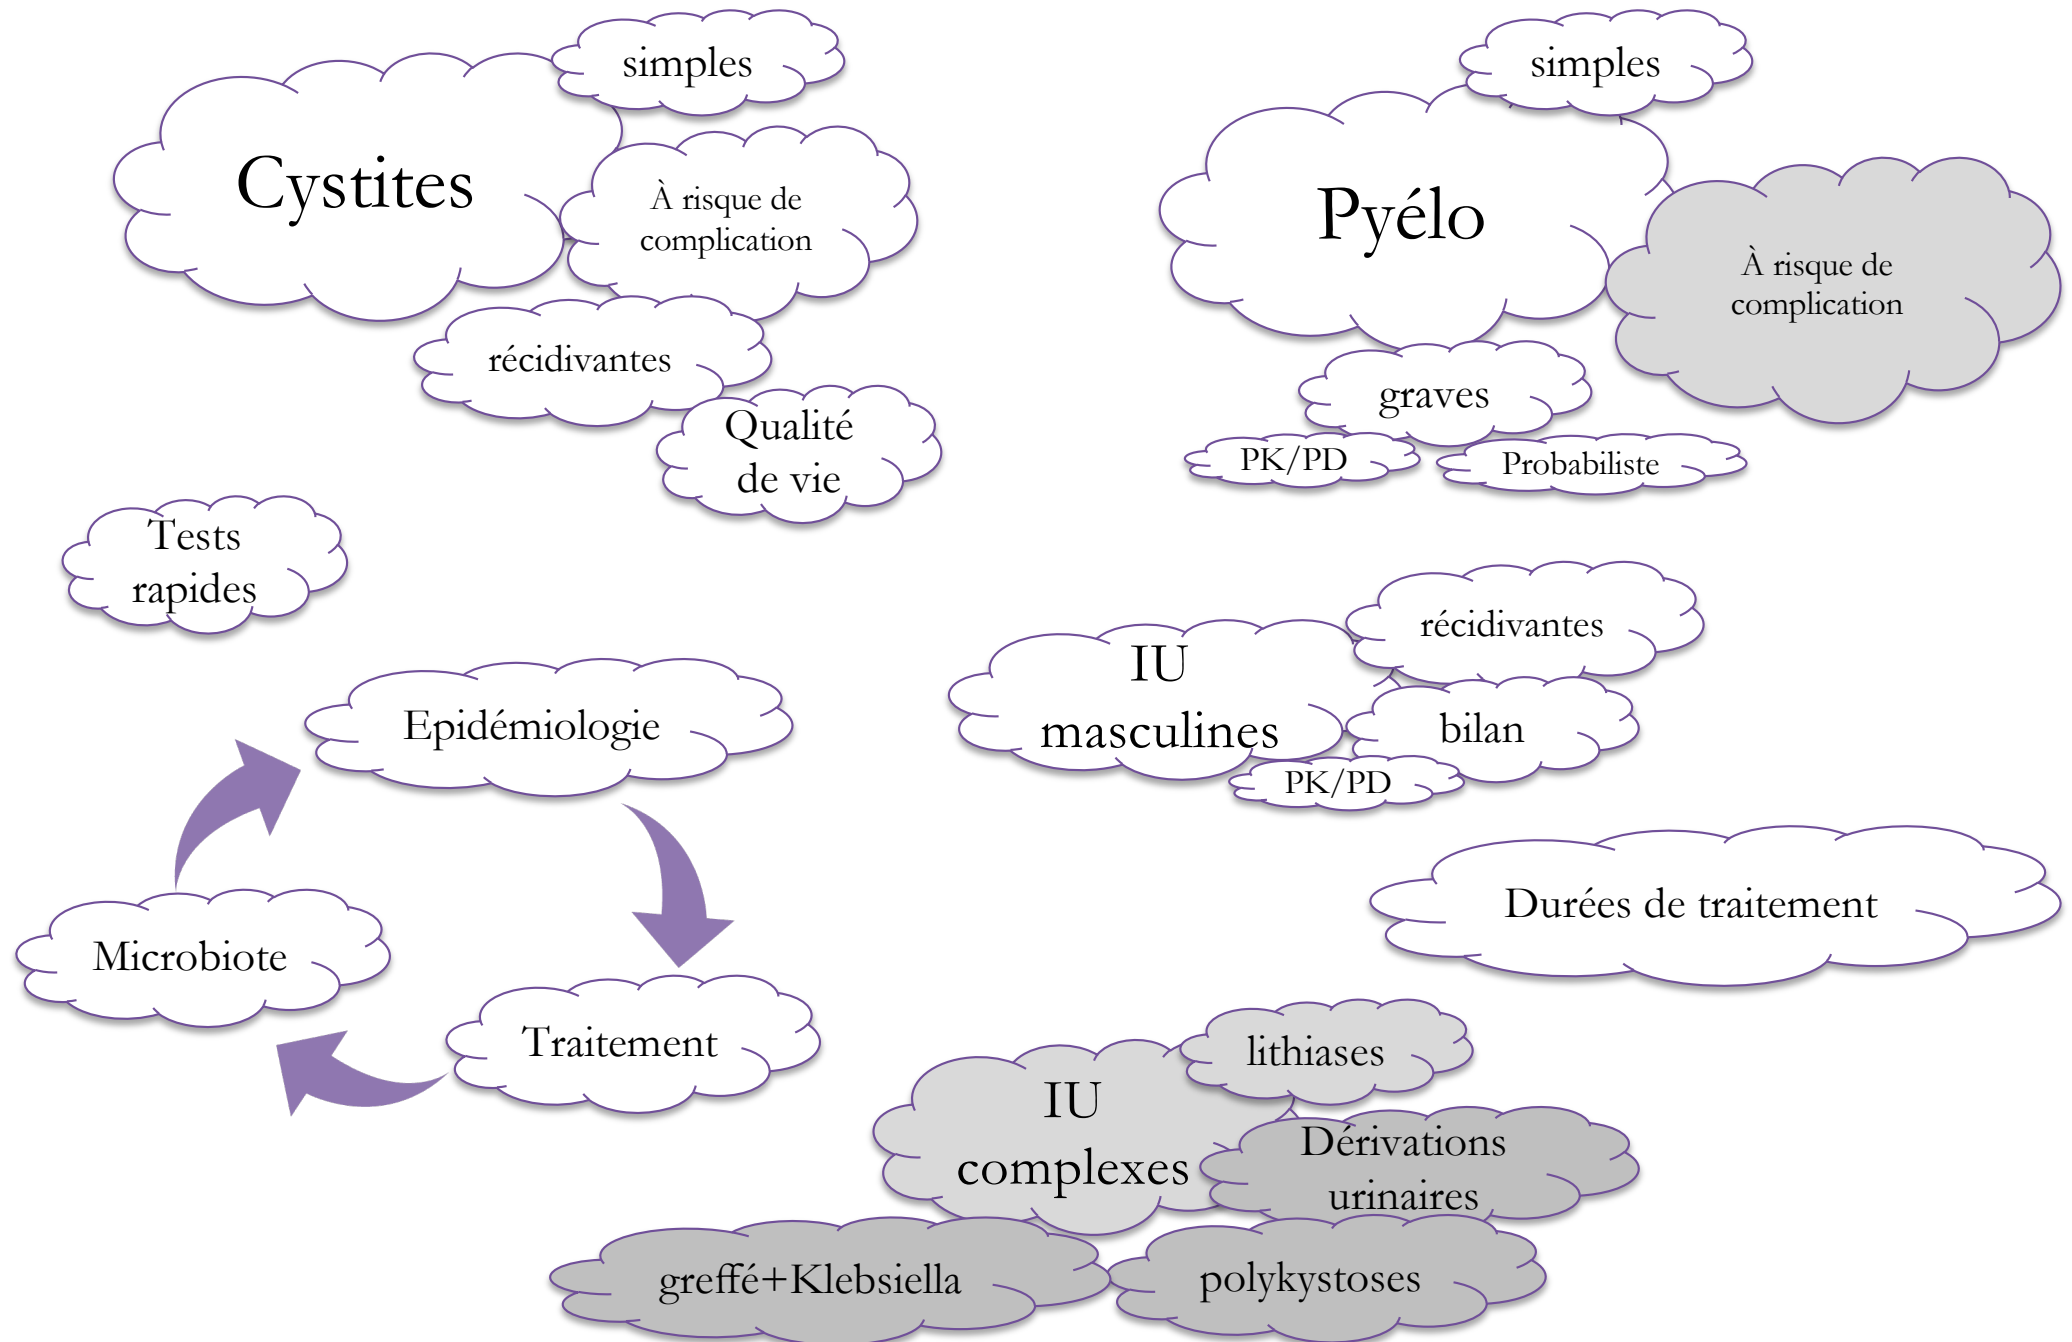 simples
Cystites
À risque de
complication
récidivantes
Qualité
de vie
simples
Pyélo
À risque de
complication
graves
PK/PD
Probabiliste
Tests
rapides
Epidémiologie
Microbiote
Traitement
récidivantes
IU
masculines
bilan
PK/PD
Durées de traitement
lithiases
IU
complexes
Dérivations
urinaires
greffé+Klebsiella
polykystoses